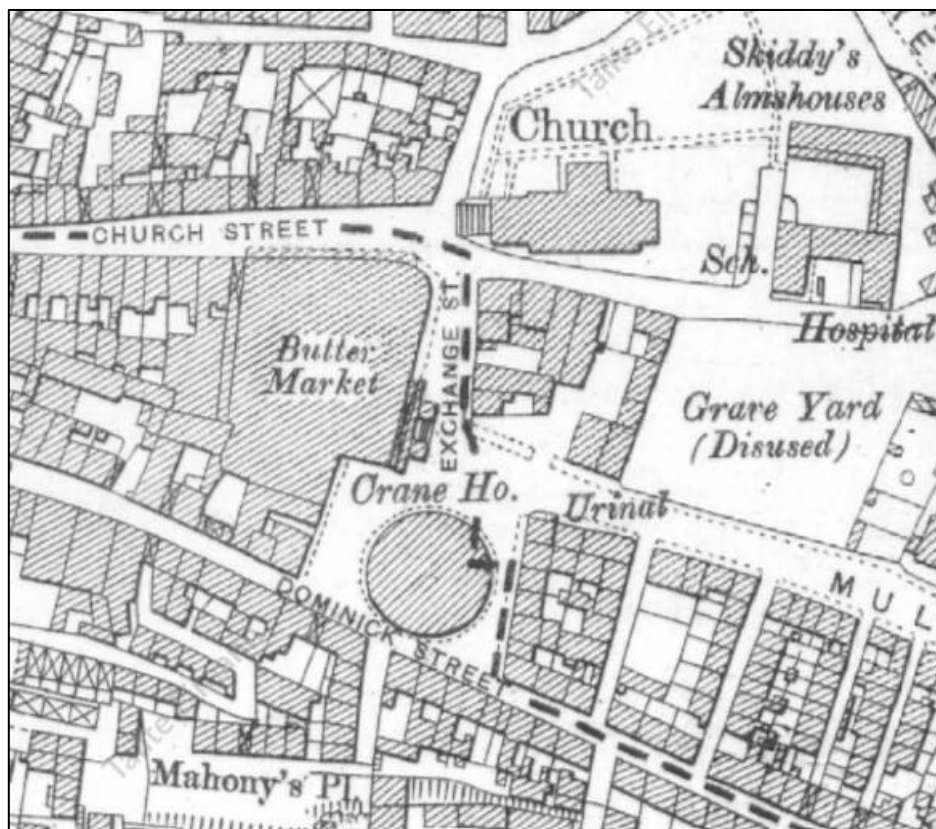 Skiddy's
Almshouses
Church
CHURCH STREET
Sch.
Hospital
EXCHANGE ST.
Butter
Market
Grave Yard
(Disused)
Crane Ho.
Urinal
DOMINICK STREET
MUL
Mahony's Pl.